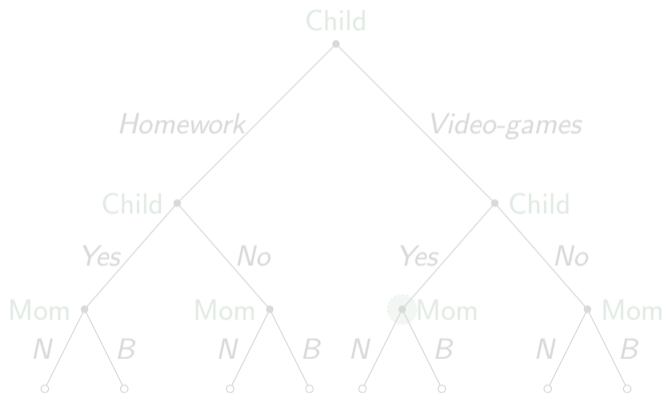 Child
Homework Video-games
Child Child
Yes No Yes No
Mom Mom Mom Mom
N B N B N B N B